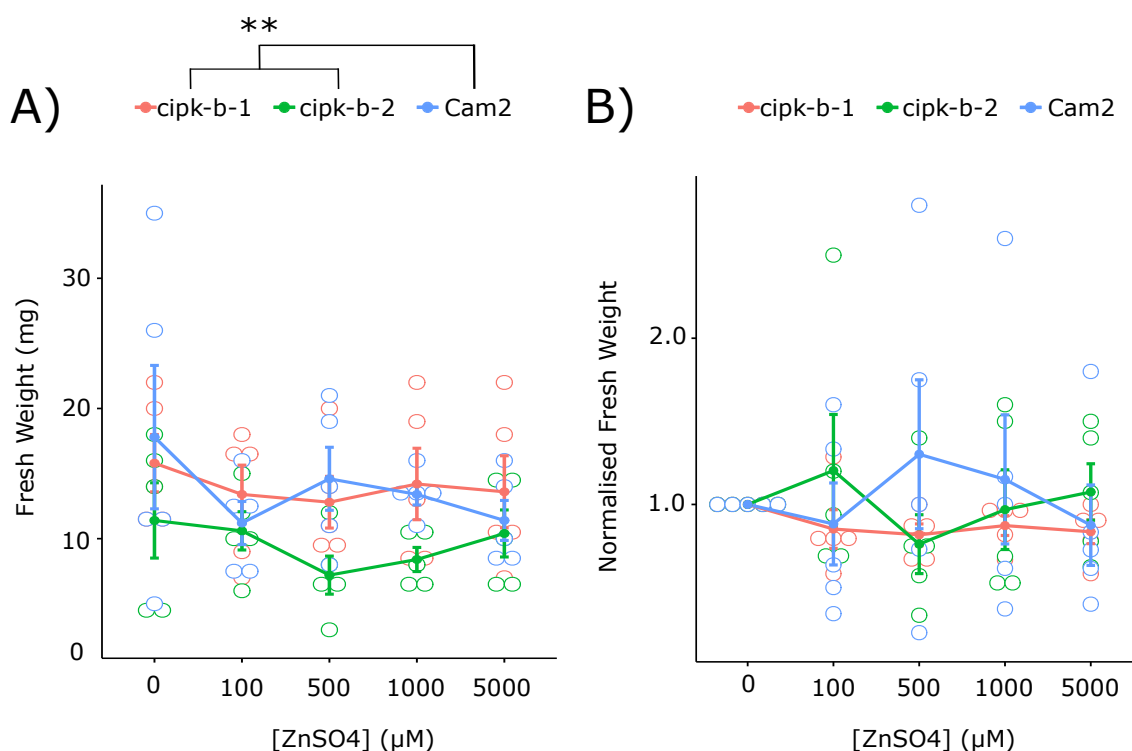 **
A)
cipk-b-1 cipk-b-2 Cam2
Fresh Weight (mg)
30
20
10
0
0 100 500 1000 5000
[ZnSO4] (µM)
B)
cipk-b-1 cipk-b-2 Cam2
Normalised Fresh Weight
2.0
1.0
0 100 500 1000 5000
[ZnSO4] (µM)